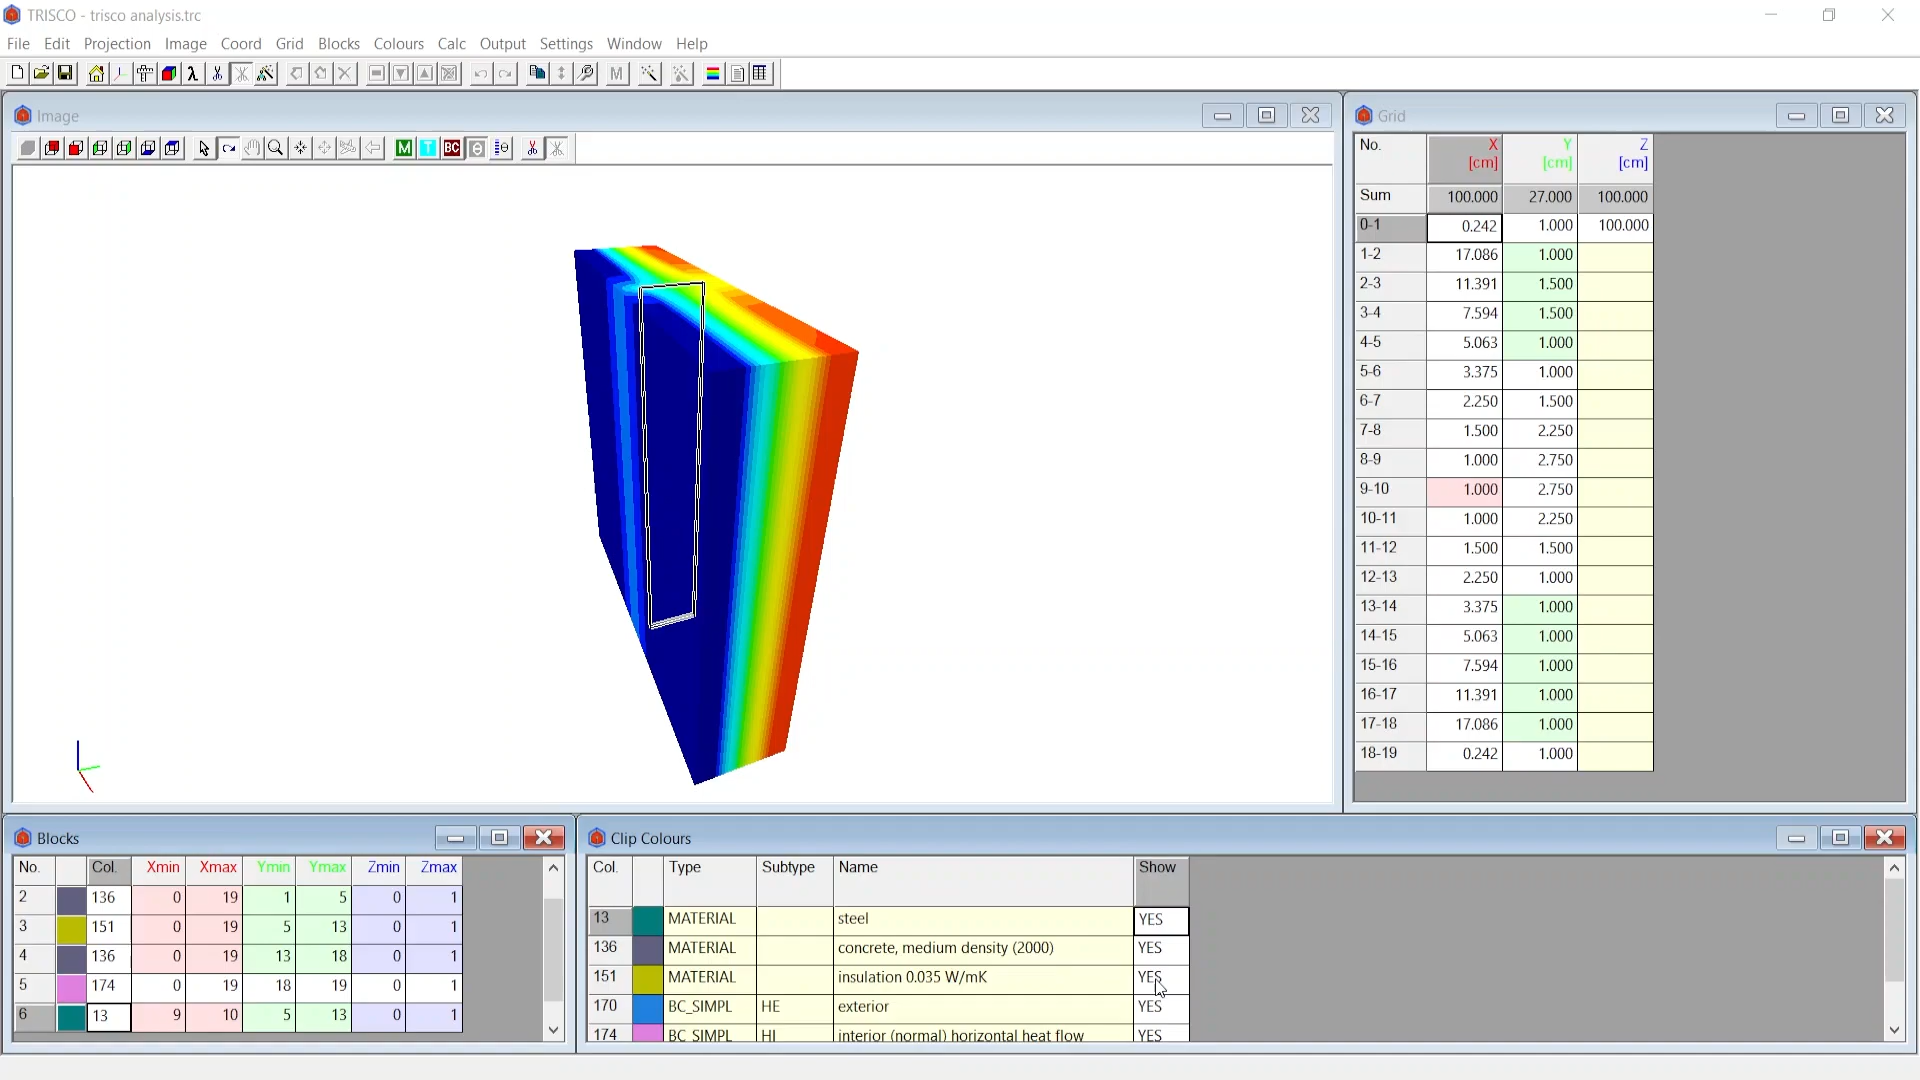 TRISCO - trisco analysis.trc
File Edit Projection Image Coord Grid Blocks Colours Calc Output Settings Window Help
λ M
Image
M T BC Θ Θ
Grid
No. X [cm] Y [cm] Z [cm]
Sum 100.000 27.000 100.000
0-1 0.242 1.000 100.000
1-2 17.086 1.000
2-3 11.391 1.500
3-4 7.594 1.500
4-5 5.063 1.000
5-6 3.375 1.000
6-7 2.250 1.500
7-8 1.500 2.250
8-9 1.000 2.750
9-10 1.000 2.750
10-11 1.000 2.250
11-12 1.500 1.500
12-13 2.250 1.000
13-14 3.375 1.000
14-15 5.063 1.000
15-16 7.594 1.000
16-17 11.391 1.000
17-18 17.086 1.000
18-19 0.242 1.000
Blocks
No. Col. Xmin Xmax Ymin Ymax Zmin Zmax
2 136 0 19 1 5 0 1
3 151 0 19 5 13 0 1
4 136 0 19 13 18 0 1
5 174 0 19 18 19 0 1
6 13 9 10 5 13 0 1
Clip Colours
Col. Type Subtype Name Show
13 MATERIAL steel YES
136 MATERIAL concrete, medium density (2000) YES
151 MATERIAL insulation 0.035 W/mK YES
170 BC_SIMPL HE exterior YES
174 BC_SIMPL HI interior (normal) horizontal heat flow YES